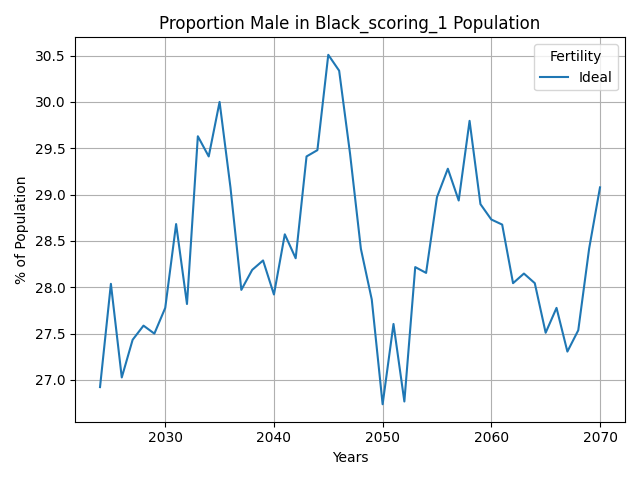 Proportion Male in Black_scoring_1 Population
Fertility
Ideal
% of Population
30.5
30.0
29.5
29.0
28.5
28.0
27.5
27.0
2030 2040 2050 2060 2070
Years